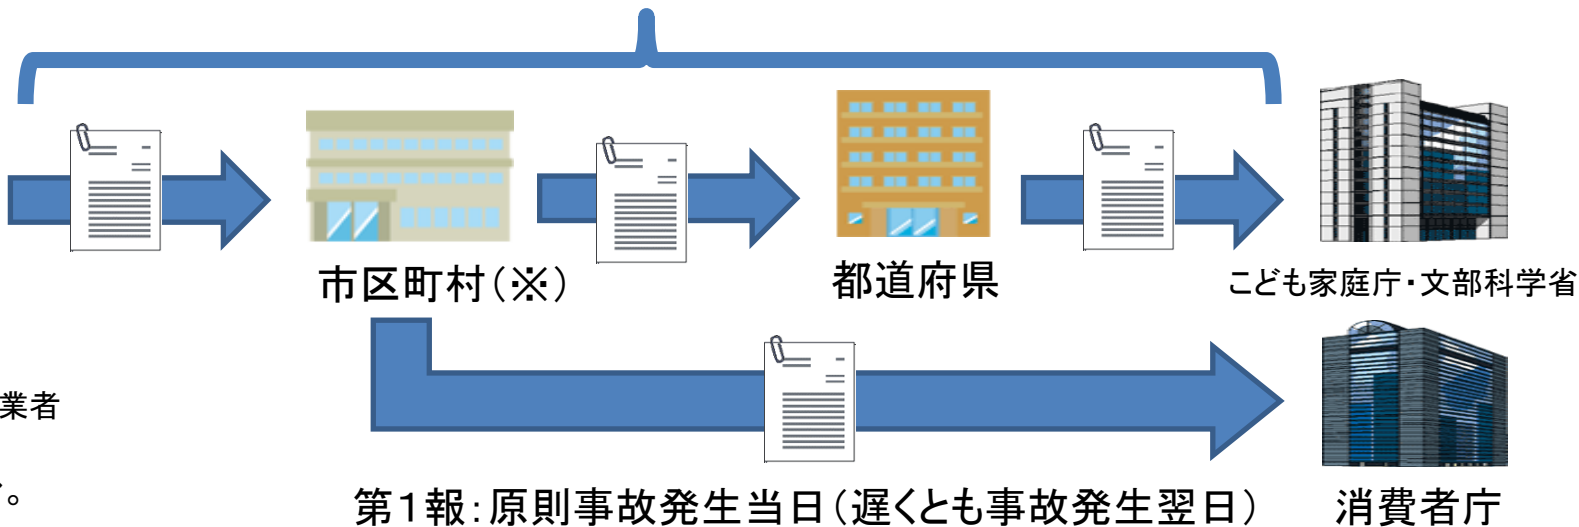 市区町村(※)
都道府県
こども家庭庁・文部科学省
業者
。
第1報:原則事故発生当日(遅くとも事故発生翌日)
消費者庁